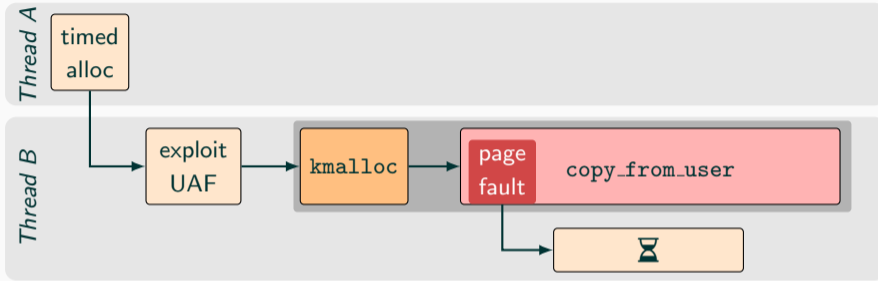 Thread A
timed
alloc
Thread B
exploit
UAF
kmalloc
page
fault
copy_from_user